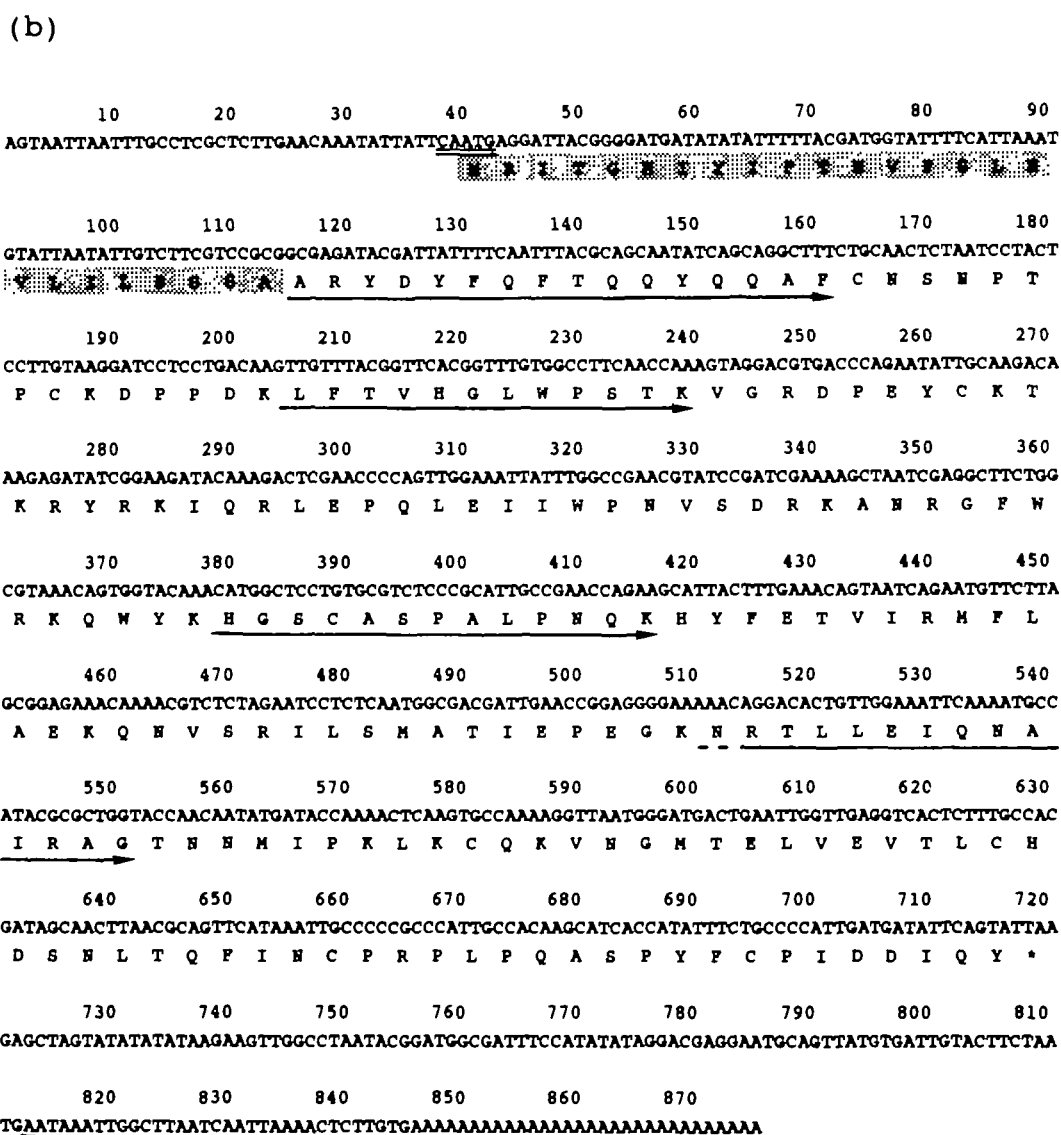 (b)
10 20 30 40 50 60 70 80 90
AGTAATTAATTTGCCTCGCTCTTGAACAAATATTATTCAATGAGGATTACGGGGATGATATATATTTTTACGATGGTATTTTCATTAAAT
100 110 120 130 140 150 160 170 180
GTATTAATATTGTCTTCGTCCGCGGCGAGATACGATTATTTTCAATTTACGCAGCAATATCAGCAGGCTTTCTGCAACTCTAATCCTACT
A R Y D Y F Q F T Q Q Y Q Q A F C N S N P T
190 200 210 220 230 240 250 260 270
CCTTGTAAGGATCCTCCTGACAAGTTGTTTACGGTTCACGGTTTGTGGCCTTCAACCAAAGTAGGACGTGACCCAGAATATTGCAAGACA
P C K D P P D K L F T V H G L W P S T K V G R D P E Y C K T
280 290 300 310 320 330 340 350 360
AAGAGATATCGGAAGATACAAAGACTCGAACCCCAGTTGGAAATTATTTGGCCGAACGTATCCGATCGAAAAGCTAATCGAGGCTTCTGG
K R Y R K I Q R L E P Q L E I I W P N V S D R K A N R G F W
370 380 390 400 410 420 430 440 450
CGTAAACAGTGGTACAAACATGGCTCCTGTGCGTCTCCCGCATTGCCGAACCAGAAGCATTACTTTGAAACAGTAATCAGAATGTTCTTA
R K Q W Y K H G S C A S P A L P N Q K H Y F E T V I R M F L
460 470 480 490 500 510 520 530 540
GCGGAGAAACAAAACGTCTCTAGAATCCTCTCAATGGCGACGATTGAACCGGAGGGGAAAAACAGGACACTGTTGGAAATTCAAAATGCC
A E K Q N V S R I L S M A T I E P E G K N R T L L E I Q N A
550 560 570 580 590 600 610 620 630
ATACGCGCTGGTACCAACAATATGATACCAAAACTCAAGTGCCAAAAGGTTAATGGGATGACTGAATTGGTTGAGGTCACTCTTTGCCAC
I R A G T N N M I P K L K C Q K V N G M T E L V E V T L C H
640 650 660 670 680 690 700 710 720
GATAGCAACTTAACGCAGTTCATAAATTGCCCCCGCCCATTGCCACAAGCATCACCATATTTCTGCCCCATTGATGATATTCAGTATTAA
D S N L T Q F I N C P R P L P Q A S P Y F C P I D D I Q Y *
730 740 750 760 770 780 790 800 810
GAGCTAGTATATATATAAGAAGTTGGCCTAATACGGATGGCGATTTCCATATATAGGACGAGGAATGCAGTTATGTGATTGTACTTCTAA
820 830 840 850 860 870
TGAATAAATTGGCTTAATCAATTAAAACTCTTGTGAAAAAAAAAAAAAAAAAAAAAAAAAAA